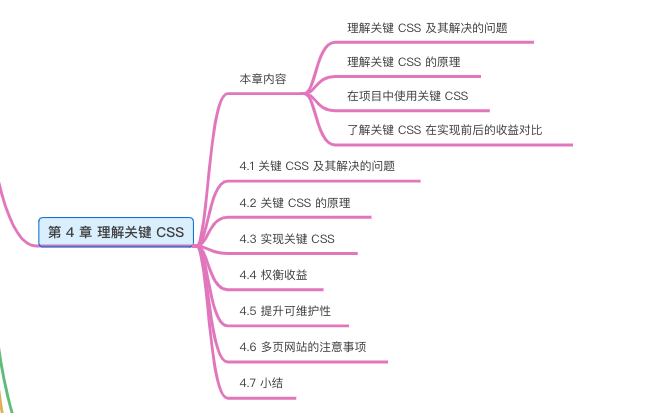 理解关键 CSS 及其解决的问题
理解关键 CSS 的原理
本章内容
在项目中使用关键 CSS
了解关键 CSS 在实现前后的收益对比
4.1 关键 CSS 及其解决的问题
4.2 关键 CSS 的原理
第 4 章 理解关键 CSS
4.3 实现关键 CSS
4.4 权衡收益
4.5 提升可维护性
4.6 多页网站的注意事项
4.7 小结